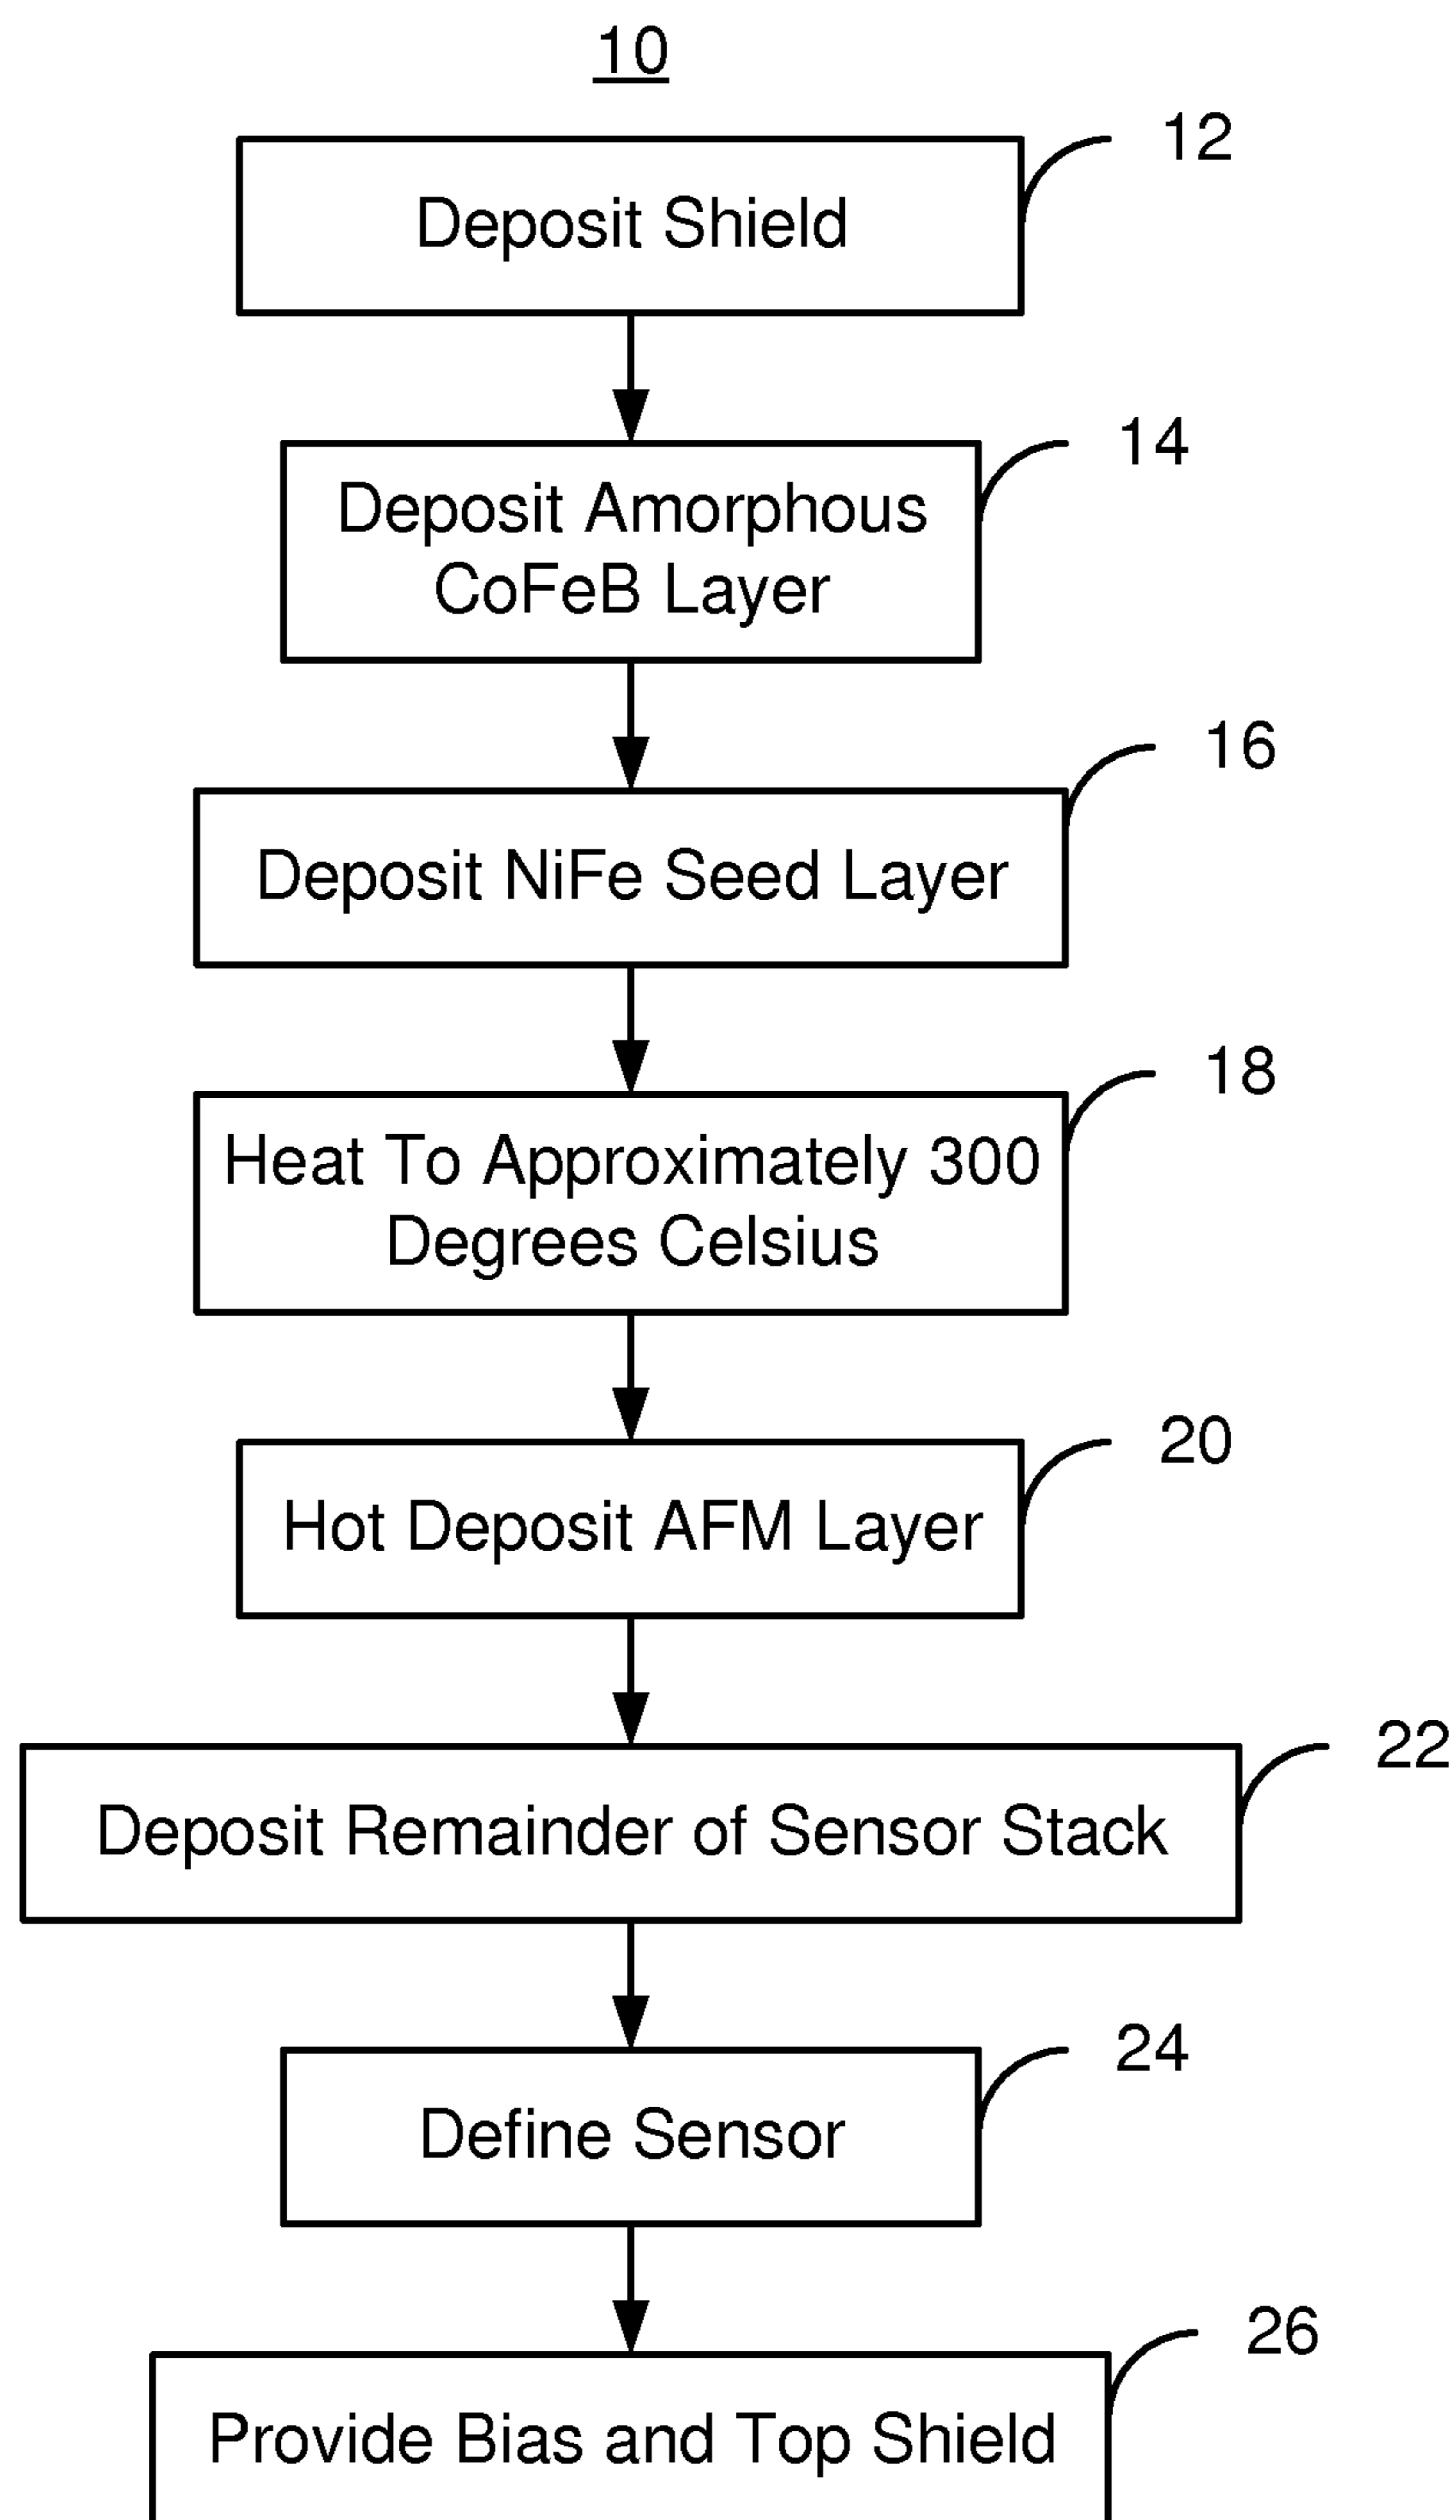 10
12
Deposit Shield
14
Deposit Amorphous
CoFeB Layer
16
Deposit NiFe Seed Layer
18
Heat To Approximately 300
Degrees Celsius
20
Hot Deposit AFM Layer
22
Deposit Remainder of Sensor Stack
24
Define Sensor
26
Provide Bias and Top Shield